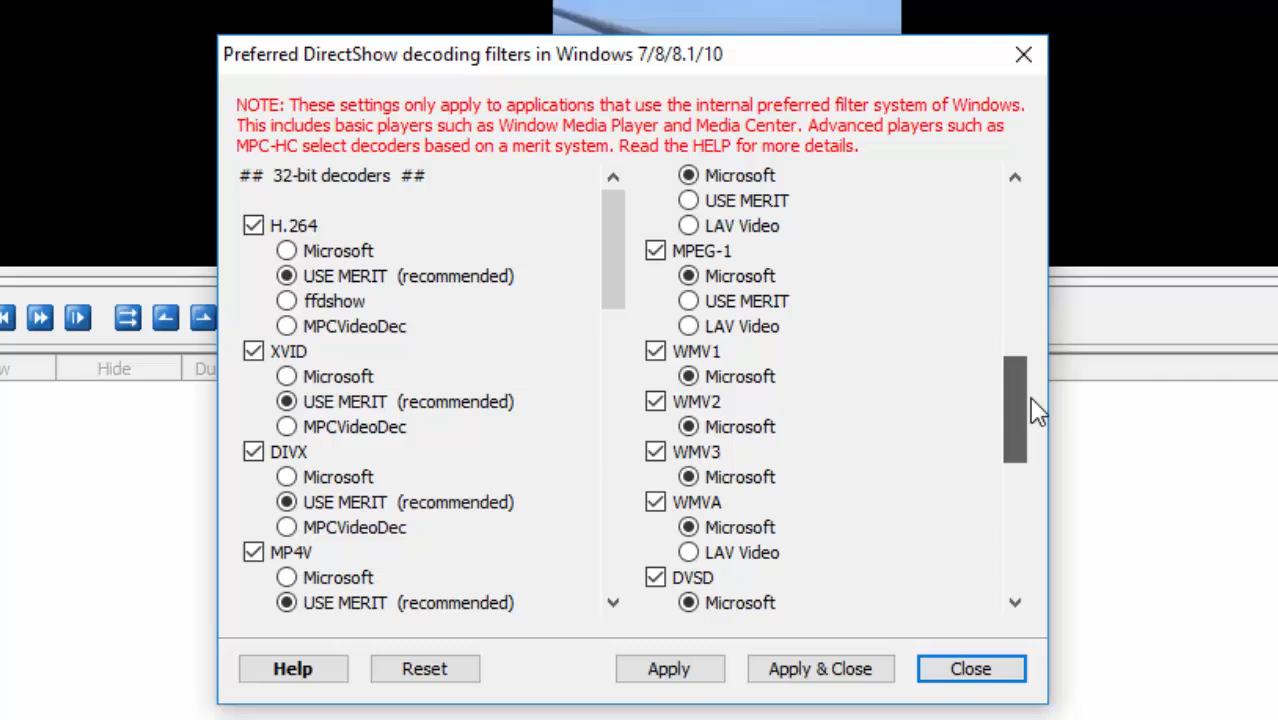 Preferred DirectShow decoding filters in Windows 7/8/8.1/10
NOTE: These settings only apply to applications that use the internal preferred filter system of Windows.
This includes basic players such as Window Media Player and Media Center. Advanced players such as
MPC-HC select decoders based on a merit system. Read the HELP for more details.
## 32-bit decoders ##
H.264
Microsoft
USE MERIT (recommended)
ffdshow
MPCVideoDec
XVID
Microsoft
USE MERIT (recommended)
MPCVideoDec
DIVX
Microsoft
USE MERIT (recommended)
MPCVideoDec
MP4V
Microsoft
USE MERIT (recommended)
Microsoft
USE MERIT
LAV Video
MPEG-1
Microsoft
USE MERIT
LAV Video
WMV1
Microsoft
WMV2
Microsoft
WMV3
Microsoft
WMVA
Microsoft
LAV Video
DVSD
Microsoft
Help
Reset
Apply
Apply & Close
Close
Hide